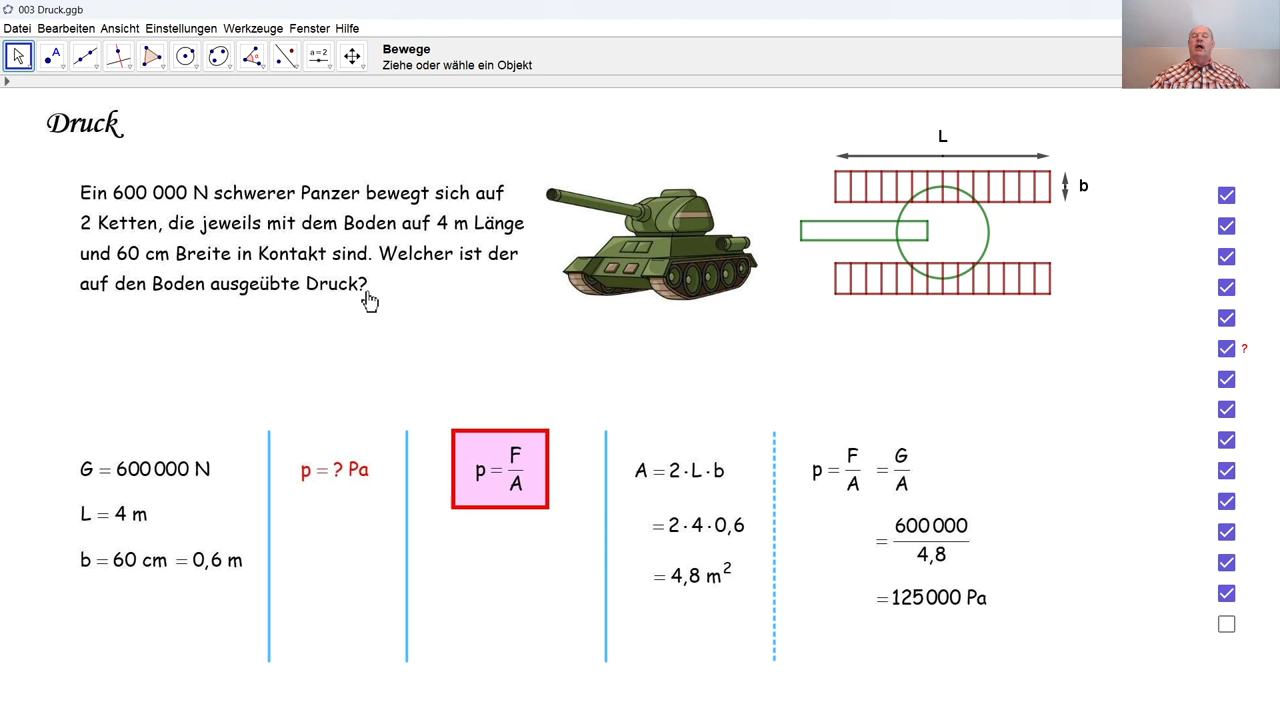 003 Druck.ggb
Datei Bearbeiten Ansicht Einstellungen Werkzeuge Fenster Hilfe
A
a=2
Bewege
Ziehe oder wähle ein Objekt
Druck
Ein 600 000 N schwerer Panzer bewegt sich auf
2 Ketten, die jeweils mit dem Boden auf 4 m Länge
und 60 cm Breite in Kontakt sind. Welcher ist der
auf den Boden ausgeübte Druck?
L
b
?
G = 600 000 N
L = 4 m
b = 60 cm = 0,6 m
p = ? Pa
p = F/A
A = 2 · L · b
= 2 · 4 · 0,6
= 4,8 m²
p = F/A = G/A
= 600 000/4,8
= 125 000 Pa